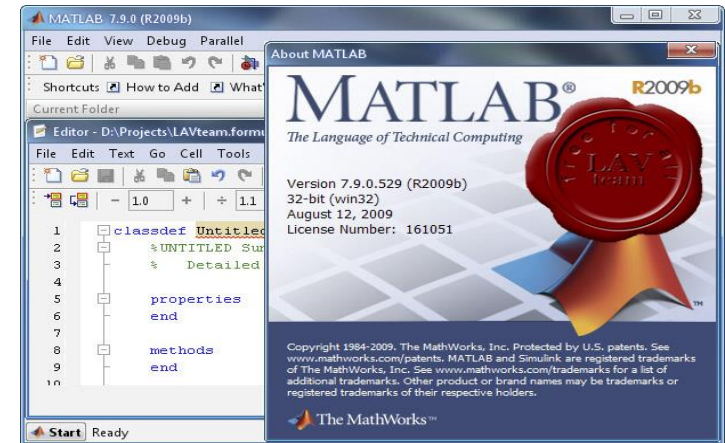 MATLAB 7.9.0 (R2009b)
File Edit View Debug Parallel
Shortcuts How to Add What'
Current Folder
Editor - D:\Projects\LAVteam.formu
File Edit Text Go Cell Tools
- 1.0 + ÷ 1.1
1 classdef Untitled
2 %UNTITLED Sum
3 % Detailed
4
5 properties
6 end
7
8 methods
9 end
10
Start Ready
About MATLAB
MATLAB® R2009b
The Language of Technical Computing
free for all
LAV
team
Version 7.9.0.529 (R2009b)
32-bit (win32)
August 12, 2009
License Number: 161051
TM
Copyright 1984-2009. The MathWorks, Inc. Protected by U.S. patents. See
www.mathworks.com/patents. MATLAB and Simulink are registered trademarks
of The MathWorks, Inc. See www.mathworks.com/trademarks for a list of
additional trademarks. Other product or brand names may be trademarks or
registered trademarks of their respective holders.
The MathWorks™